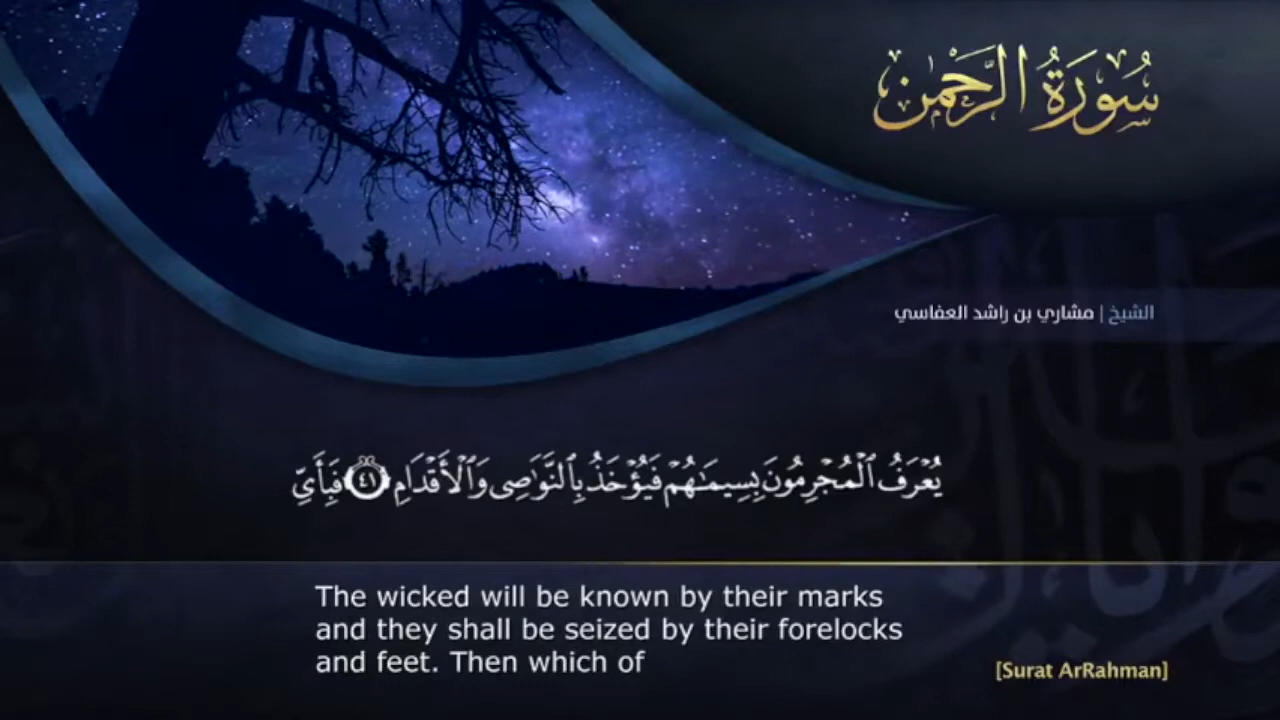 سُورَةُ الرَّحْمٰن
الشيخ | مشاري بن راشد العفاسي
يُعْرَفُ ٱلْمُجْرِمُونَ بِسِيمَـٰهُمْ فَيُؤْخَذُ بِٱلنَّوَٰصِى وَٱلْأَقْدَامِ ٤١ فَبِأَىِّ
The wicked will be known by their marks
and they shall be seized by their forelocks
and feet. Then which of
[Surat ArRahman]